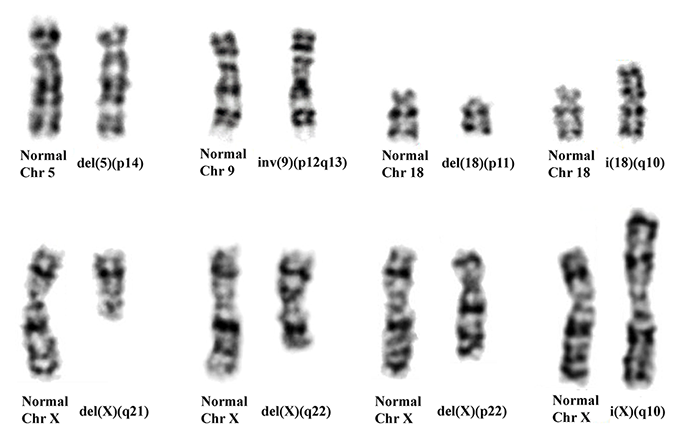 Normal
Chr 5
del(5)(p14)
Normal
Chr 9
inv(9)(p12q13)
Normal
Chr 18
del(18)(p11)
Normal
Chr 18
i(18)(q10)
Normal
Chr X
del(X)(q21)
Normal
Chr X
del(X)(q22)
Normal
Chr X
del(X)(p22)
Normal
Chr X
i(X)(q10)